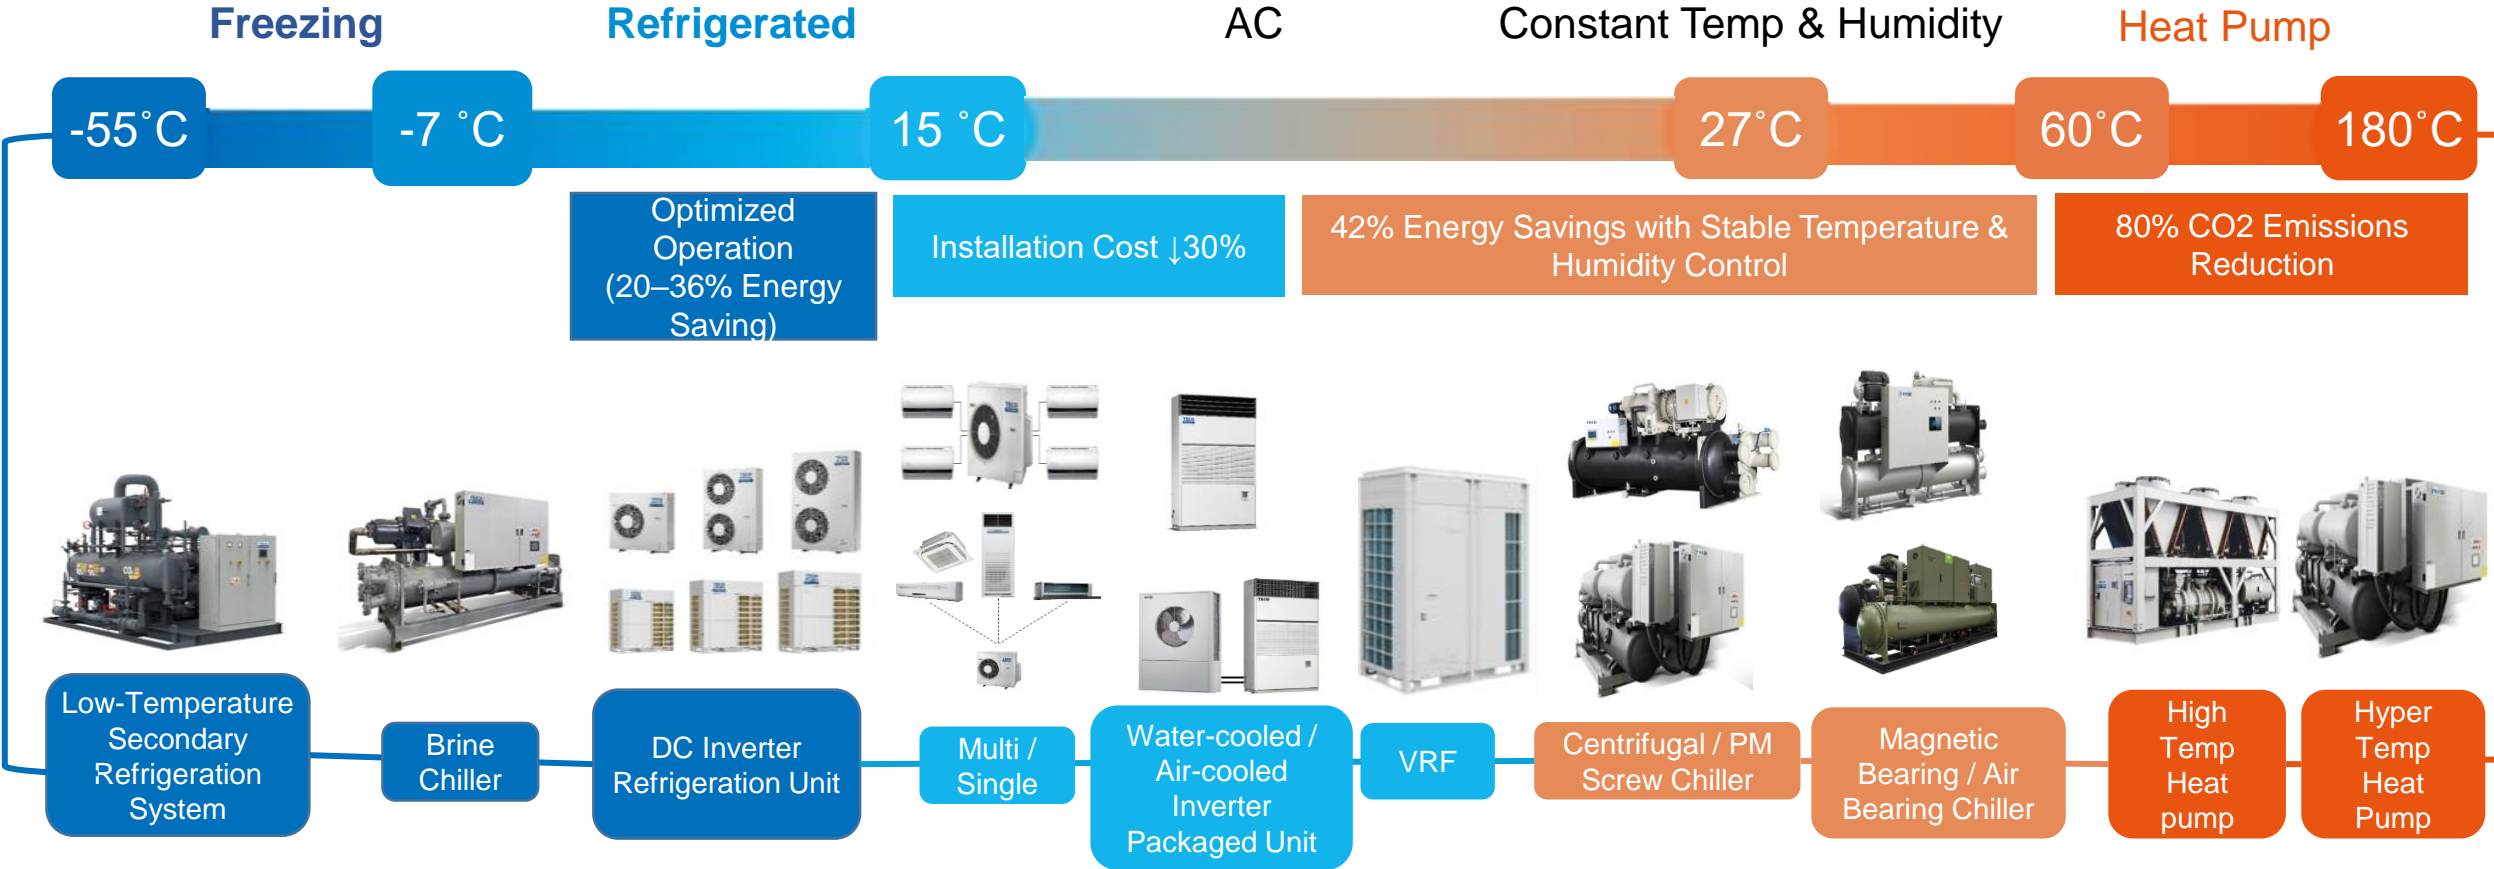 Freezing
Refrigerated
AC
Constant Temp & Humidity
Heat Pump
-55°C
-7 °C
15 °C
27°C
60°C
180°C
Optimized
Operation
(20–36% Energy
Saving)
Installation Cost ↓30%
42% Energy Savings with Stable Temperature &
Humidity Control
80% CO2 Emissions
Reduction
Low-Temperature
Secondary
Refrigeration
System
Brine
Chiller
DC Inverter
Refrigeration Unit
Multi /
Single
Water-cooled /
Air-cooled
Inverter
Packaged Unit
VRF
Centrifugal / PM
Screw Chiller
Magnetic
Bearing / Air
Bearing Chiller
High
Temp
Heat
pump
Hyper
Temp
Heat
Pump